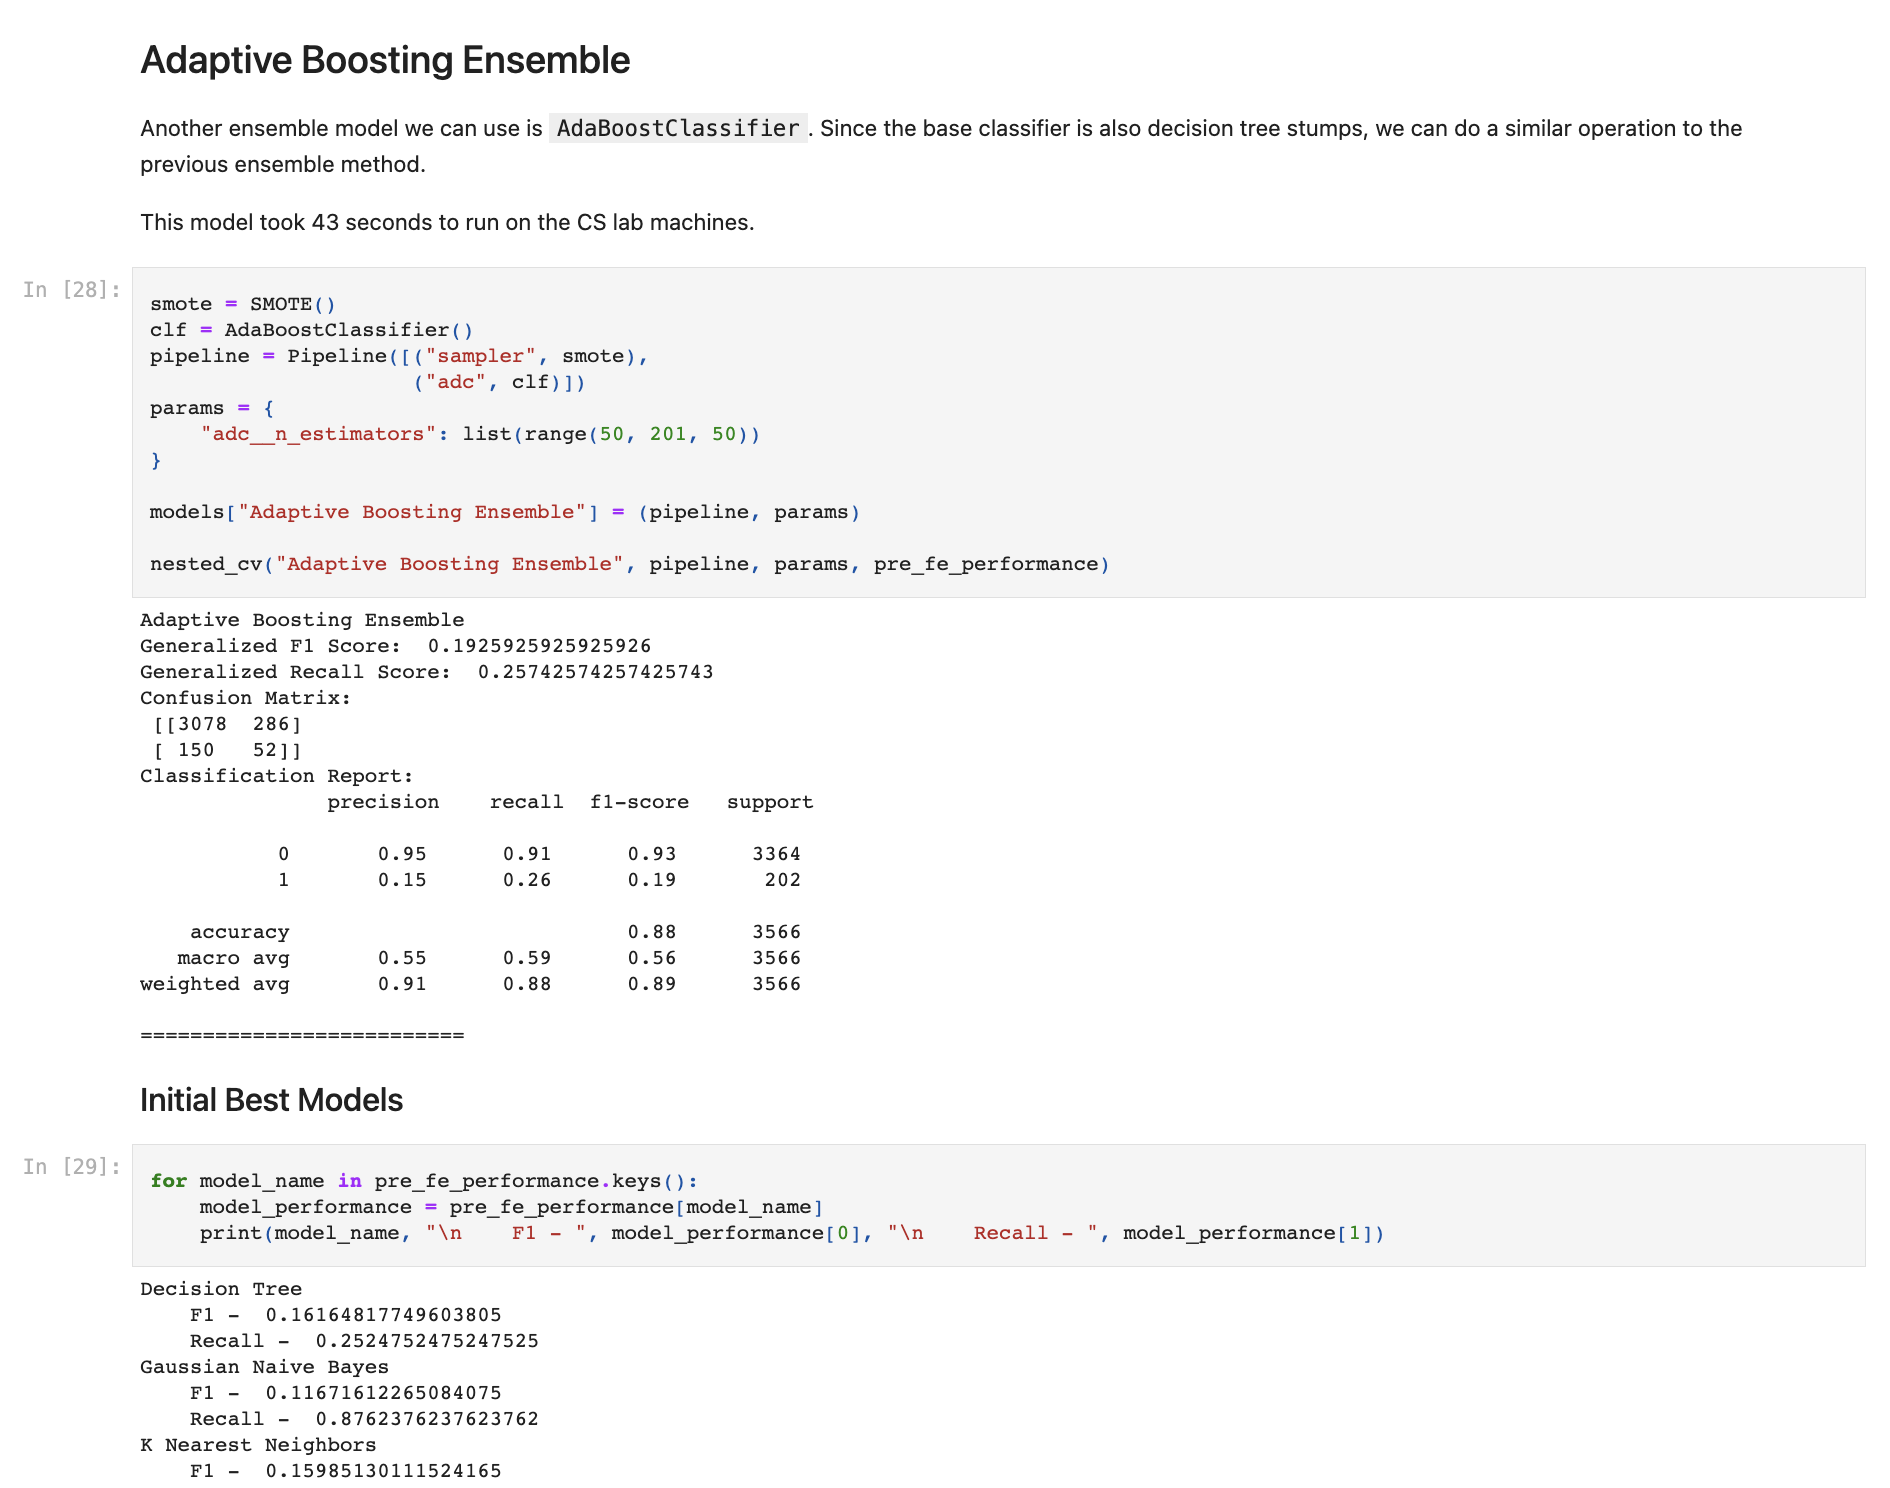 Adaptive Boosting Ensemble
Another ensemble model we can use is AdaBoostClassifier. Since the base classifier is also decision tree stumps, we can do a similar operation to the
previous ensemble method.
This model took 43 seconds to run on the CS lab machines.
In [28]:
smote = SMOTE()
clf = AdaBoostClassifier()
pipeline = Pipeline([("sampler", smote),
                     ("adc", clf)])
params = {
    "adc__n_estimators": list(range(50, 201, 50))
}
models["Adaptive Boosting Ensemble"] = (pipeline, params)
nested_cv("Adaptive Boosting Ensemble", pipeline, params, pre_fe_performance)
Adaptive Boosting Ensemble
Generalized F1 Score:  0.1925925925925926
Generalized Recall Score:  0.25742574257425743
Confusion Matrix:
 [[3078  286]
 [ 150   52]]
Classification Report:
               precision    recall  f1-score   support
           0       0.95      0.91      0.93      3364
           1       0.15      0.26      0.19       202
    accuracy                           0.88      3566
   macro avg       0.55      0.59      0.56      3566
weighted avg       0.91      0.88      0.89      3566
==========================
Initial Best Models
In [29]:
for model_name in pre_fe_performance.keys():
    model_performance = pre_fe_performance[model_name]
    print(model_name, "\n    F1 - ", model_performance[0], "\n    Recall - ", model_performance[1])
Decision Tree
    F1 -  0.16164817749603805
    Recall -  0.2524752475247525
Gaussian Naive Bayes
    F1 -  0.11671612265084075
    Recall -  0.8762376237623762
K Nearest Neighbors
    F1 -  0.15985130111524165